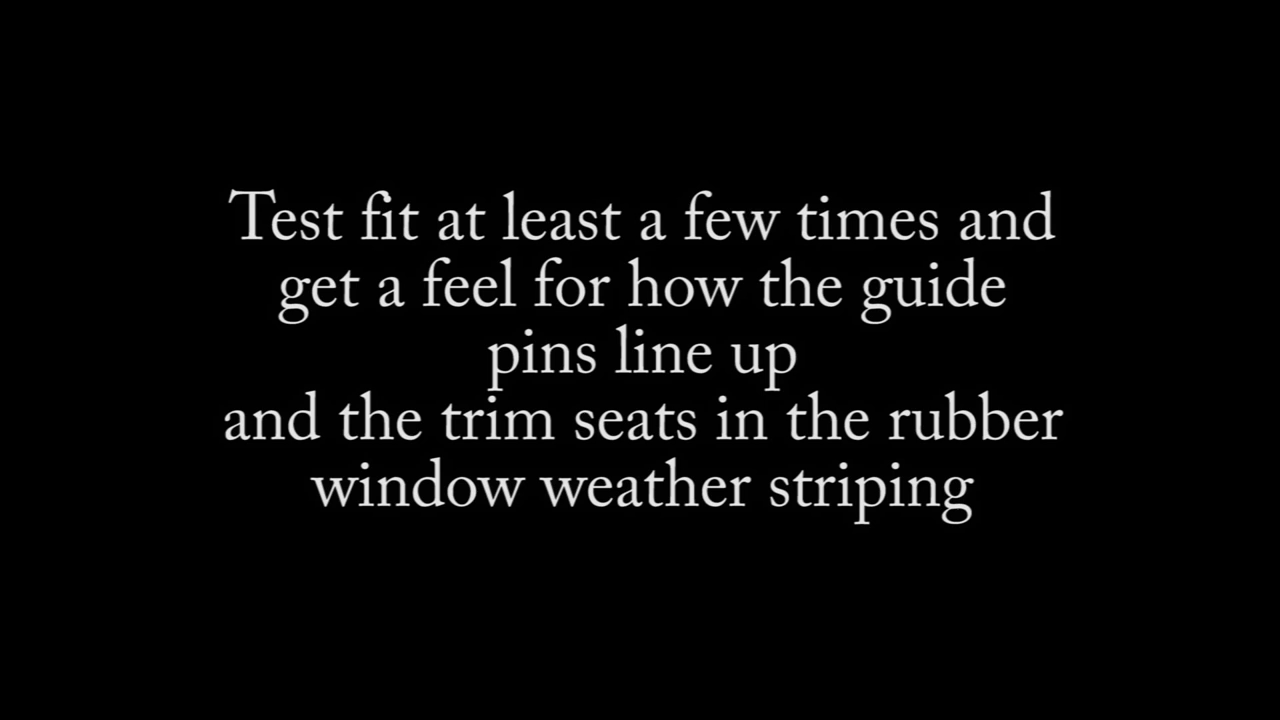 Test fit at least a few times and
get a feel for how the guide
pins line up
and the trim seats in the rubber
window weather striping